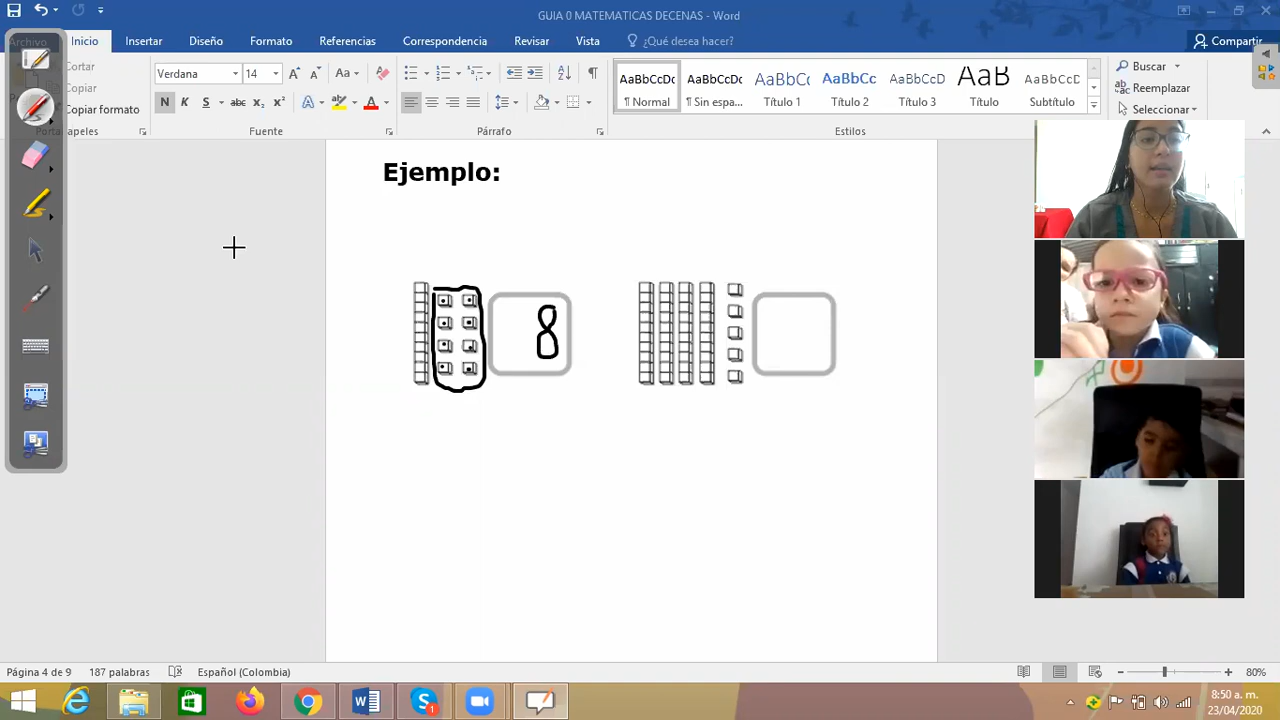 GUIA 0 MATEMATICAS DECENAS - Word
Archivo Inicio Insertar Diseño Formato Referencias Correspondencia Revisar Vista ¿Qué desea hacer? Compartir
Cortar
Copiar
Copiar formato
Verdana 14
Aa
N K S abc x₂ x² A A
Portapapeles Fuente Párrafo Estilos
AaBbCcDc AaBbCcDc AaBbCc AaBbCc AaBbCcD AaB AaBbCcD
¶ Normal ¶ Sin espa... Título 1 Título 2 Título 3 Título Subtítulo
Buscar
Reemplazar
Seleccionar
Ejemplo:
8
Página 4 de 9 187 palabras Español (Colombia) 80%
8:50 a. m.
23/04/2020